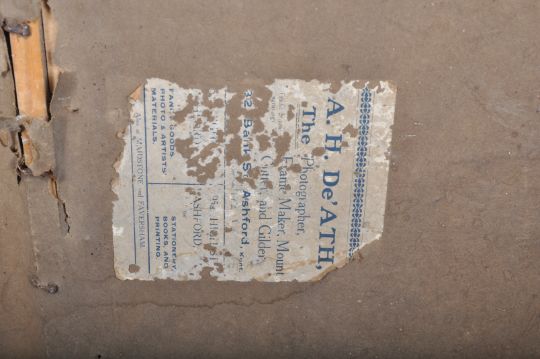 A. H. De'ATH,
The Photographer,
Frame Maker, Mount
Cutter and Gilder,
32 Bank St Ashford, Kent.
FANCY GOODS
PHOTO & ARTISTS'
MATERIALS.
HIGH ST
ASHFORD.
STATIONERY,
BOOKS, AND
PRINTING
MAIDSTONE FAVERSHAM.